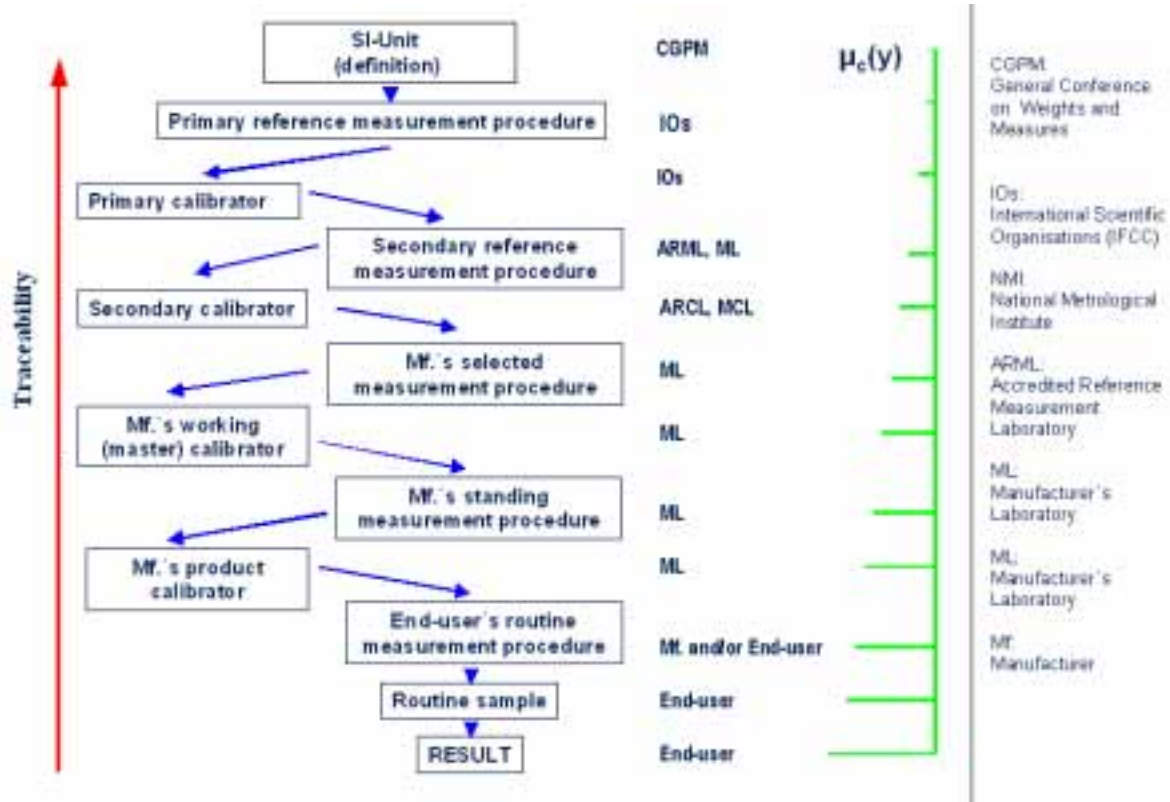 SI-Unit
(definition)
CGPM
μc(y)
Primary reference measurement procedure
IOs
IOs
Primary calibrator
Secondary reference
measurement procedure
ARML, ML
Secondary calibrator
ARCL, MCL
Mf.´s selected
measurement procedure
ML
Mf.´s working
(master) calibrator
ML
Mf.´s standing
measurement procedure
ML
Mf.´s product
calibrator
ML
End-user´s routine
measurement procedure
Mf. and/or End-user
Routine sample
End-user
RESULT
End-user
Traceability
CGPM:
General Conference
on Weights and
Measures
IOs:
International Scientific
Organisations (IFCC)
NMI:
National Metrological
Institute
ARML:
Accredited Reference
Measurement
Laboratory
ML:
Manufacturer´s
Laboratory
ML:
Manufacturer´s
Laboratory
Mf:
Manufacturer